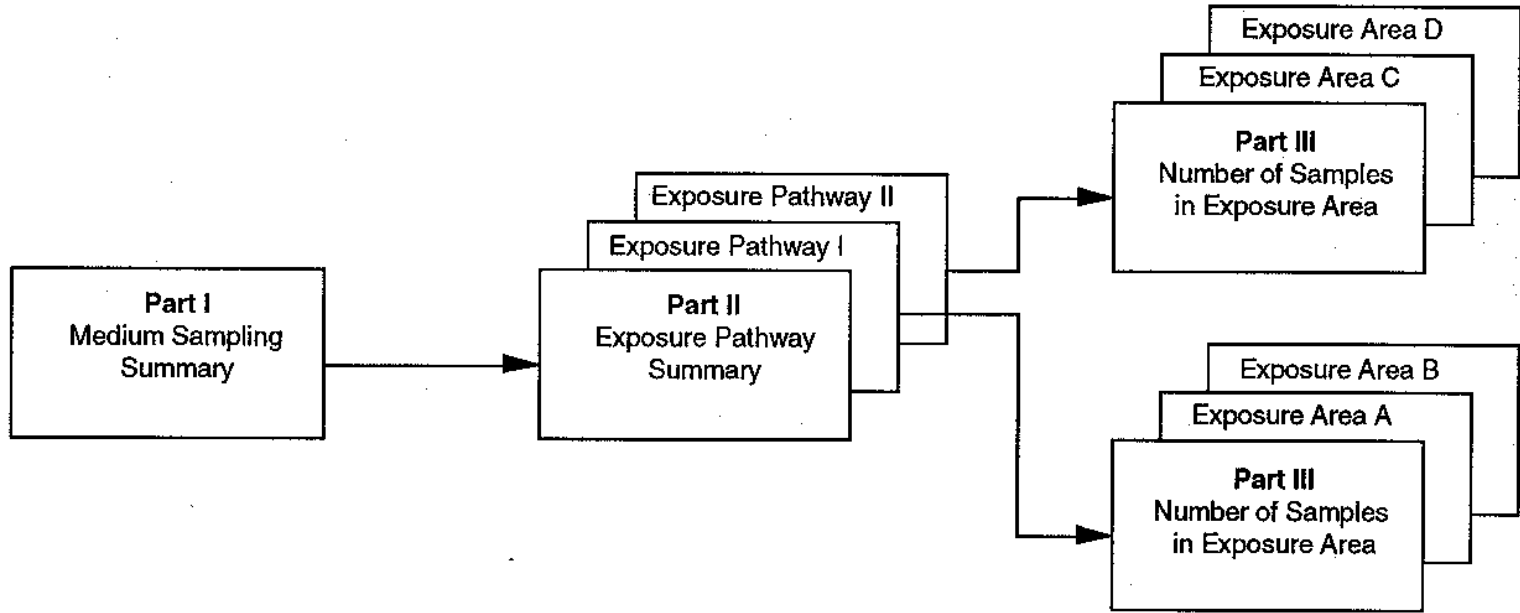 Part I
Medium Sampling
Summary
Exposure Pathway II
Exposure Pathway I
Part II
Exposure Pathway
Summary
Exposure Area D
Exposure Area C
Part III
Number of Samples
in Exposure Area
Exposure Area B
Exposure Area A
Part III
Number of Samples
in Exposure Area